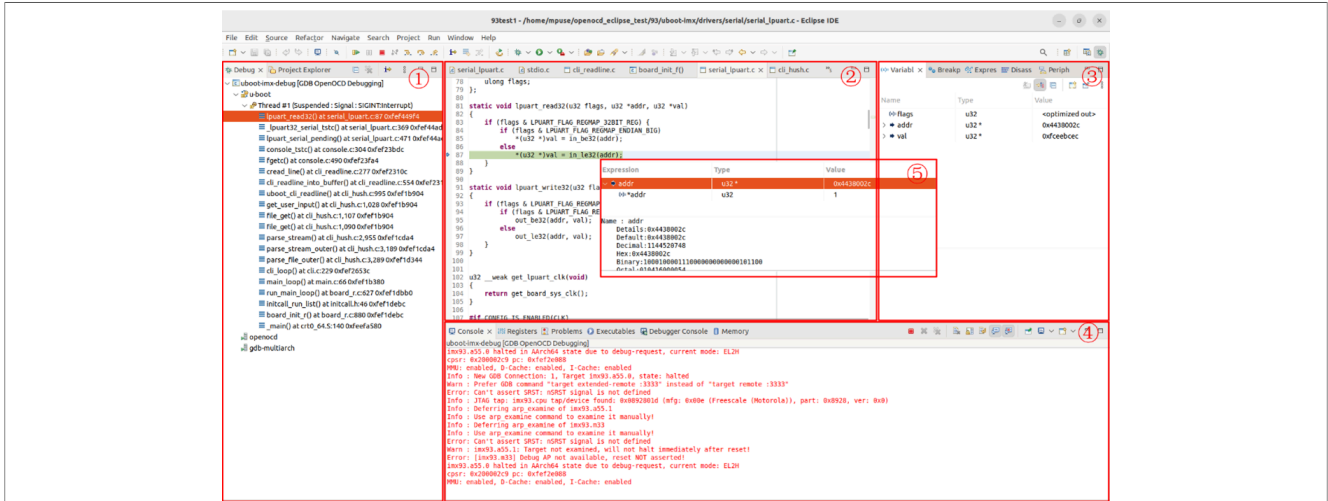 93test1 - /home/mpuse/openocd_eclipse_test/93/uboot-imx/drivers/serial/serial_lpuart.c - Eclipse IDE
File Edit Source Refactor Navigate Search Project Run Window Help
Debug × Project Explorer
①
uboot-imx-debug [GDB OpenOCD Debugging]
u-boot
Thread #1 (Suspended : Signal : SIGINT:Interrupt)
lpuart_read32() at serial_lpuart.c:87 0xfef449f4
_lpuart32_serial_tstc() at serial_lpuart.c:369 0xfef44ad
lpuart_serial_pending() at serial_lpuart.c:471 0xfef44a
console_tstc() at console.c:304 0xfef23bdc
fgetc() at console.c:490 0xfef23fa4
cread_line() at cli_readline.c:277 0xfef2310c
cli_readline_into_buffer() at cli_readline.c:554 0xfef231
uboot_cli_readline() at cli_hush.c:995 0xfef1b904
get_user_input() at cli_hush.c:1,028 0xfef1b904
file_get() at cli_hush.c:1,107 0xfef1b904
file_get() at cli_hush.c:1,090 0xfef1b904
parse_stream() at cli_hush.c:2,955 0xfef1cda4
parse_stream_outer() at cli_hush.c:3,189 0xfef1cda4
parse_file_outer() at cli_hush.c:3,289 0xfef1d344
cli_loop() at cli.c:229 0xfef2653c
main_loop() at main.c:66 0xfef1b380
run_main_loop() at board_r.c:627 0xfef1dbb0
initcall_run_list() at initcall.h:46 0xfef1debc
board_init_r() at board_r.c:880 0xfef1debc
_main() at crt0_64.S:140 0xfeefa580
openocd
gdb-multiarch
serial_lpuart.c stdio.c cli_readline.c board_init_f() serial_lpuart.c × cli_hush.c
②
78 ulong flags;
79 };
80
81 static void lpuart_read32(u32 flags, u32 *addr, u32 *val)
82 {
83 if (flags & LPUART_FLAG_REGMAP_32BIT_REG) {
84 if (flags & LPUART_FLAG_REGMAP_ENDIAN_BIG)
85 *(u32 *)val = in_be32(addr);
86 else
87 *(u32 *)val = in_le32(addr);
88 }
89 }
90
91 static void lpuart_write32(u32 fla
92 {
93 if (flags & LPUART_FLAG_REGMAP
94 if (flags & LPUART_FLAG_RE
95 out_be32(addr, val);
96 else
97 out_le32(addr, val);
98 }
99 }
100
101
102 u32 __weak get_lpuart_clk(void)
103 {
104 return get_board_sys_clk();
105 }
106
107 #if CONFIG_IS_ENABLED(CLK)
Variabl × Breakp Expres Disass Periph
③
Name Type Value
flags u32 <optimized out>
addr u32 * 0x4438002c
val u32 * 0xfceebcec
Expression Type Value
⑤
addr u32 * 0x4438002c
*addr u32 1
Name : addr
Details:0x4438002c
Default:0x4438002c
Decimal:1144520748
Hex:0x4438002c
Binary:1000100001110000000000000101100
Octal:010416000054
Console × Registers Problems Executables Debugger Console Memory
④
uboot-imx-debug [GDB OpenOCD Debugging]
imx93.a55.0 halted in AArch64 state due to debug-request, current mode: EL2H
cpsr: 0x200002c9 pc: 0xfef2e088
MMU: enabled, D-Cache: enabled, I-Cache: enabled
Info : New GDB Connection: 1, Target imx93.a55.0, state: halted
Warn : Prefer GDB command "target extended-remote :3333" instead of "target remote :3333"
Error: Can't assert SRST: nSRST signal is not defined
Info : JTAG tap: imx93.cpu tap/device found: 0x0892801d (mfg: 0x00e (Freescale (Motorola)), part: 0x8928, ver: 0x0)
Info : Deferring arp_examine of imx93.a55.1
Info : Use arp_examine command to examine it manually!
Info : Deferring arp_examine of imx93.m33
Info : Use arp_examine command to examine it manually!
Error: Can't assert SRST: nSRST signal is not defined
Warn : imx93.a55.1: Target not examined, will not halt immediately after reset!
Error: [imx93.m33] Debug AP not available, reset NOT asserted!
imx93.a55.0 halted in AArch64 state due to debug-request, current mode: EL2H
cpsr: 0x200002c9 pc: 0xfef2e088
MMU: enabled, D-Cache: enabled, I-Cache: enabled